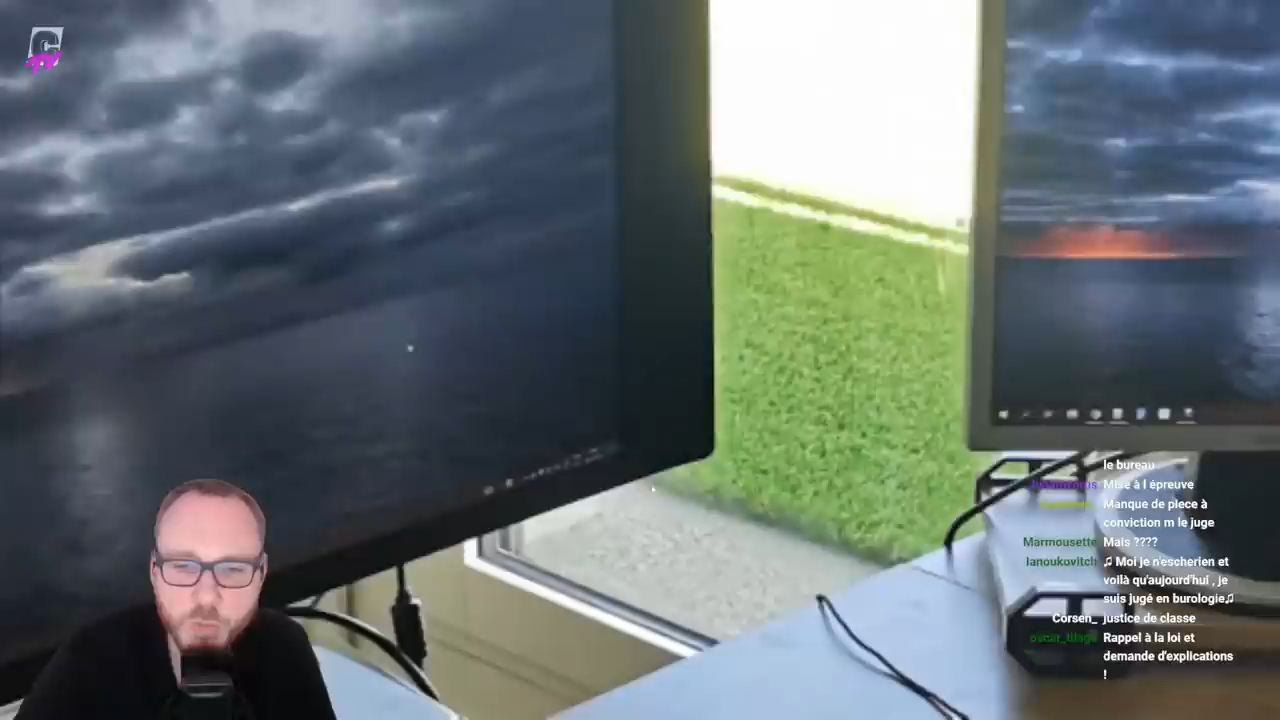 le bureau
Mise à l épreuve
Manque de piece à
conviction m le juge
Marmousette Mais ????
Ianoukovitch ♫ Moi je n'escherien et
voilà qu'aujourd'hui , je
suis jugé en burologie♫
Corsen_ justice de classe
Rappel à la loi et
demande d'explications
!